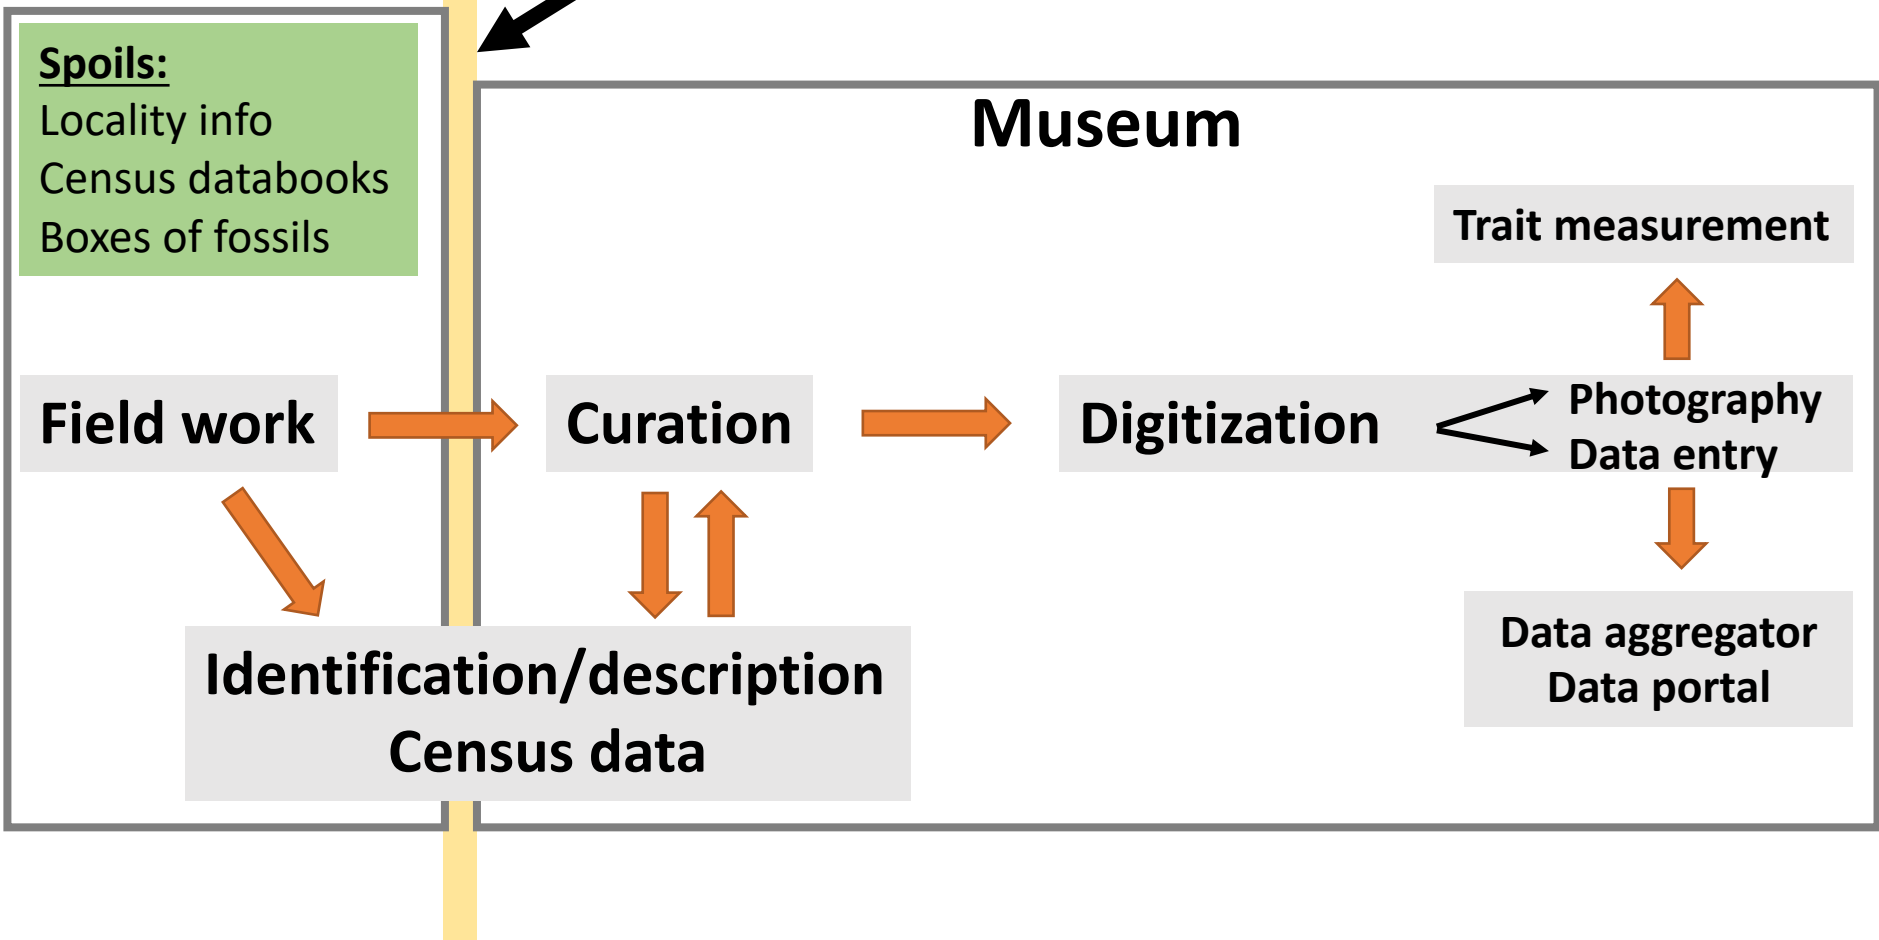 Spoils:
Locality info
Census databooks
Boxes of fossils
Museum
Trait measurement
Field work
Curation
Digitization
Photography
Data entry
Identification/description
Census data
Data aggregator
Data portal